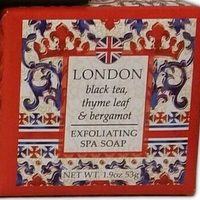 LONDON
black tea,
thyme leaf
& bergamot
EXFOLIATING
SPA SOAP
NET WT. 1.9oz 53g